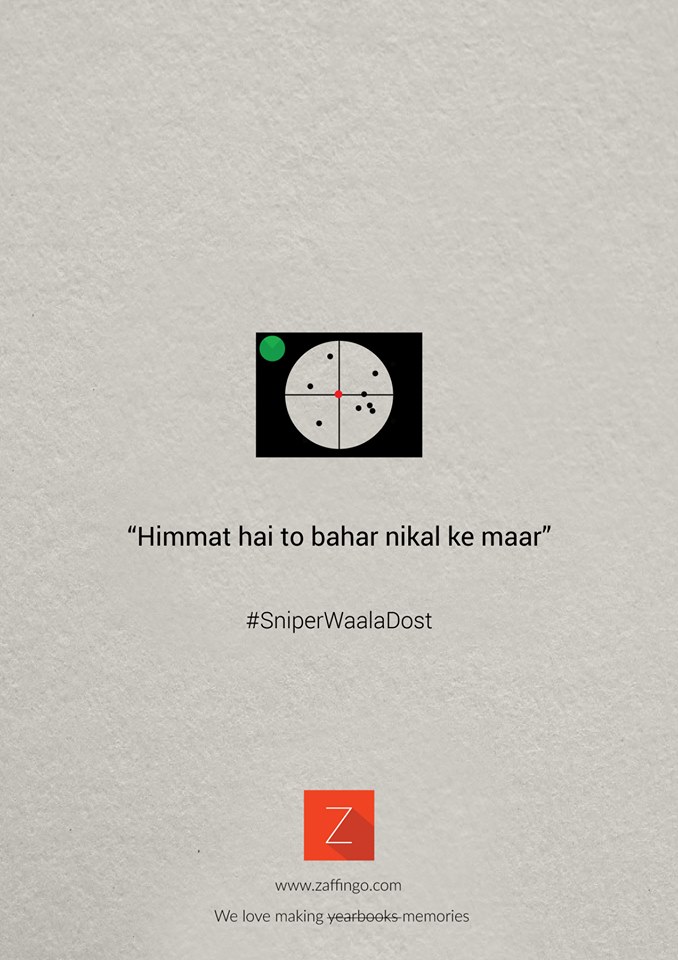 “Himmat hai to bahar nikal ke maar”
#SniperWaalaDost
Z
www.zaffingo.com
We love making yearbooks memories